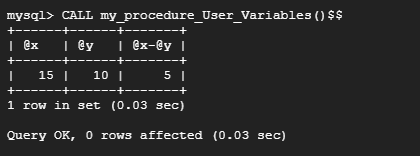 mysql> CALL my_procedure_User_Variables()$$
+------+------+-------+
| @x   | @y   | @x-@y |
+------+------+-------+
|   15 |   10 |     5 |
+------+------+-------+
1 row in set (0.03 sec)
Query OK, 0 rows affected (0.03 sec)